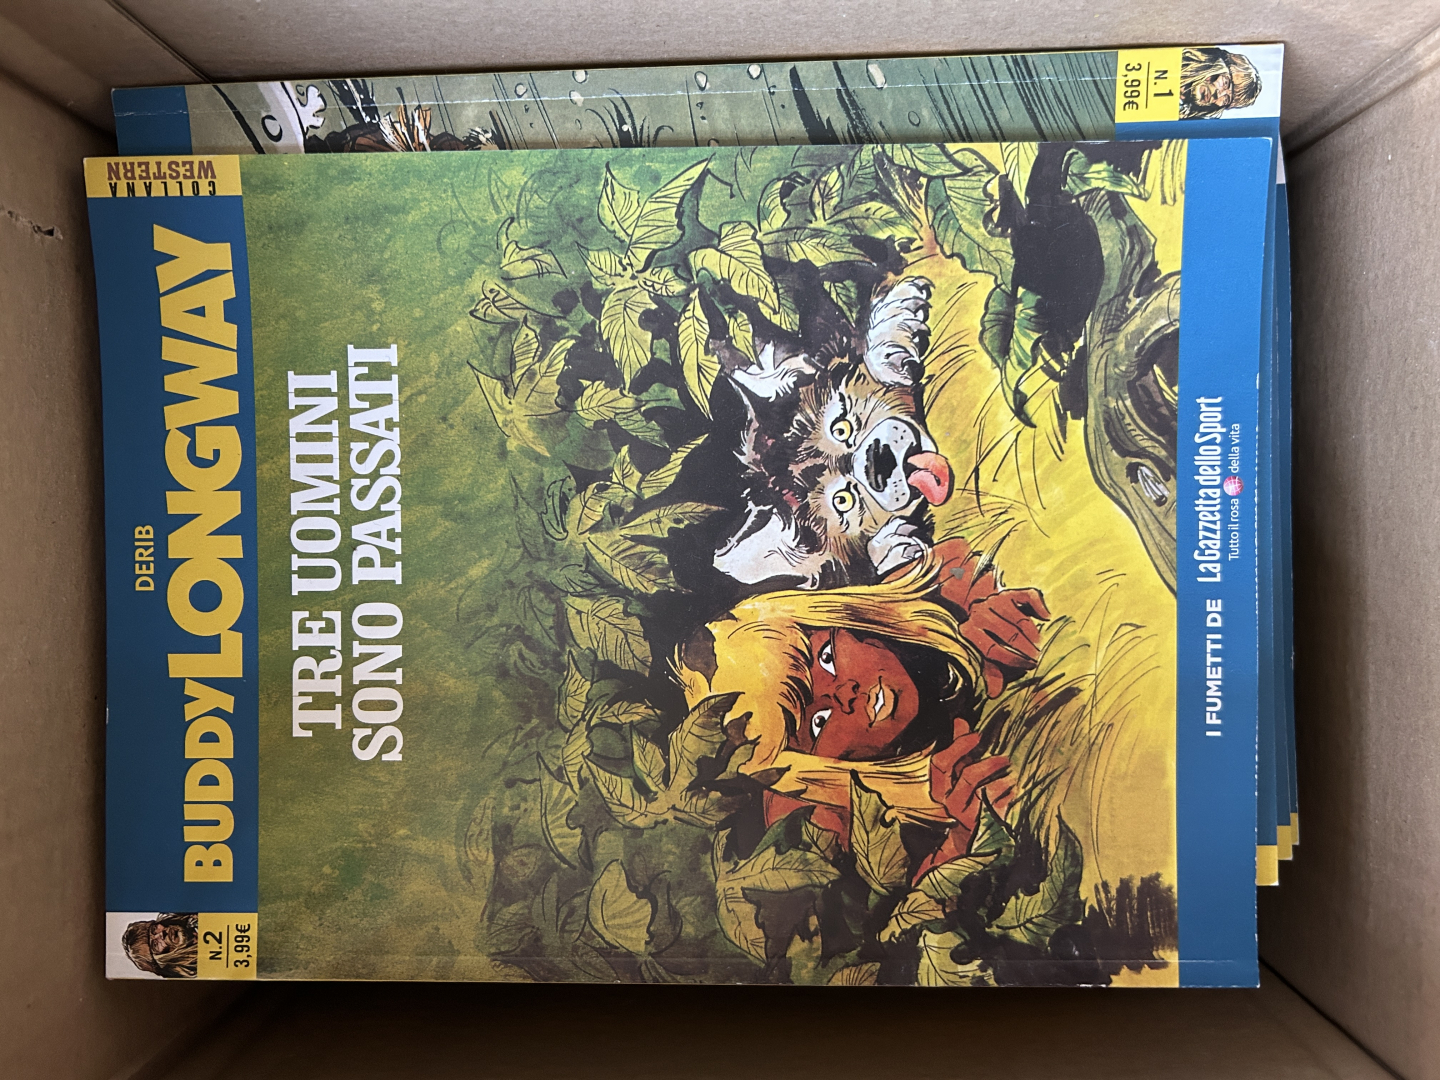 COLLANA
WESTERN
DERIB
BUDDY LONGWAY
N.2
3,99€
TRE UOMINI
SONO PASSATI
I FUMETTI DE La Gazzetta dello Sport
Tutto il rosa della vita
N.1
3,99€